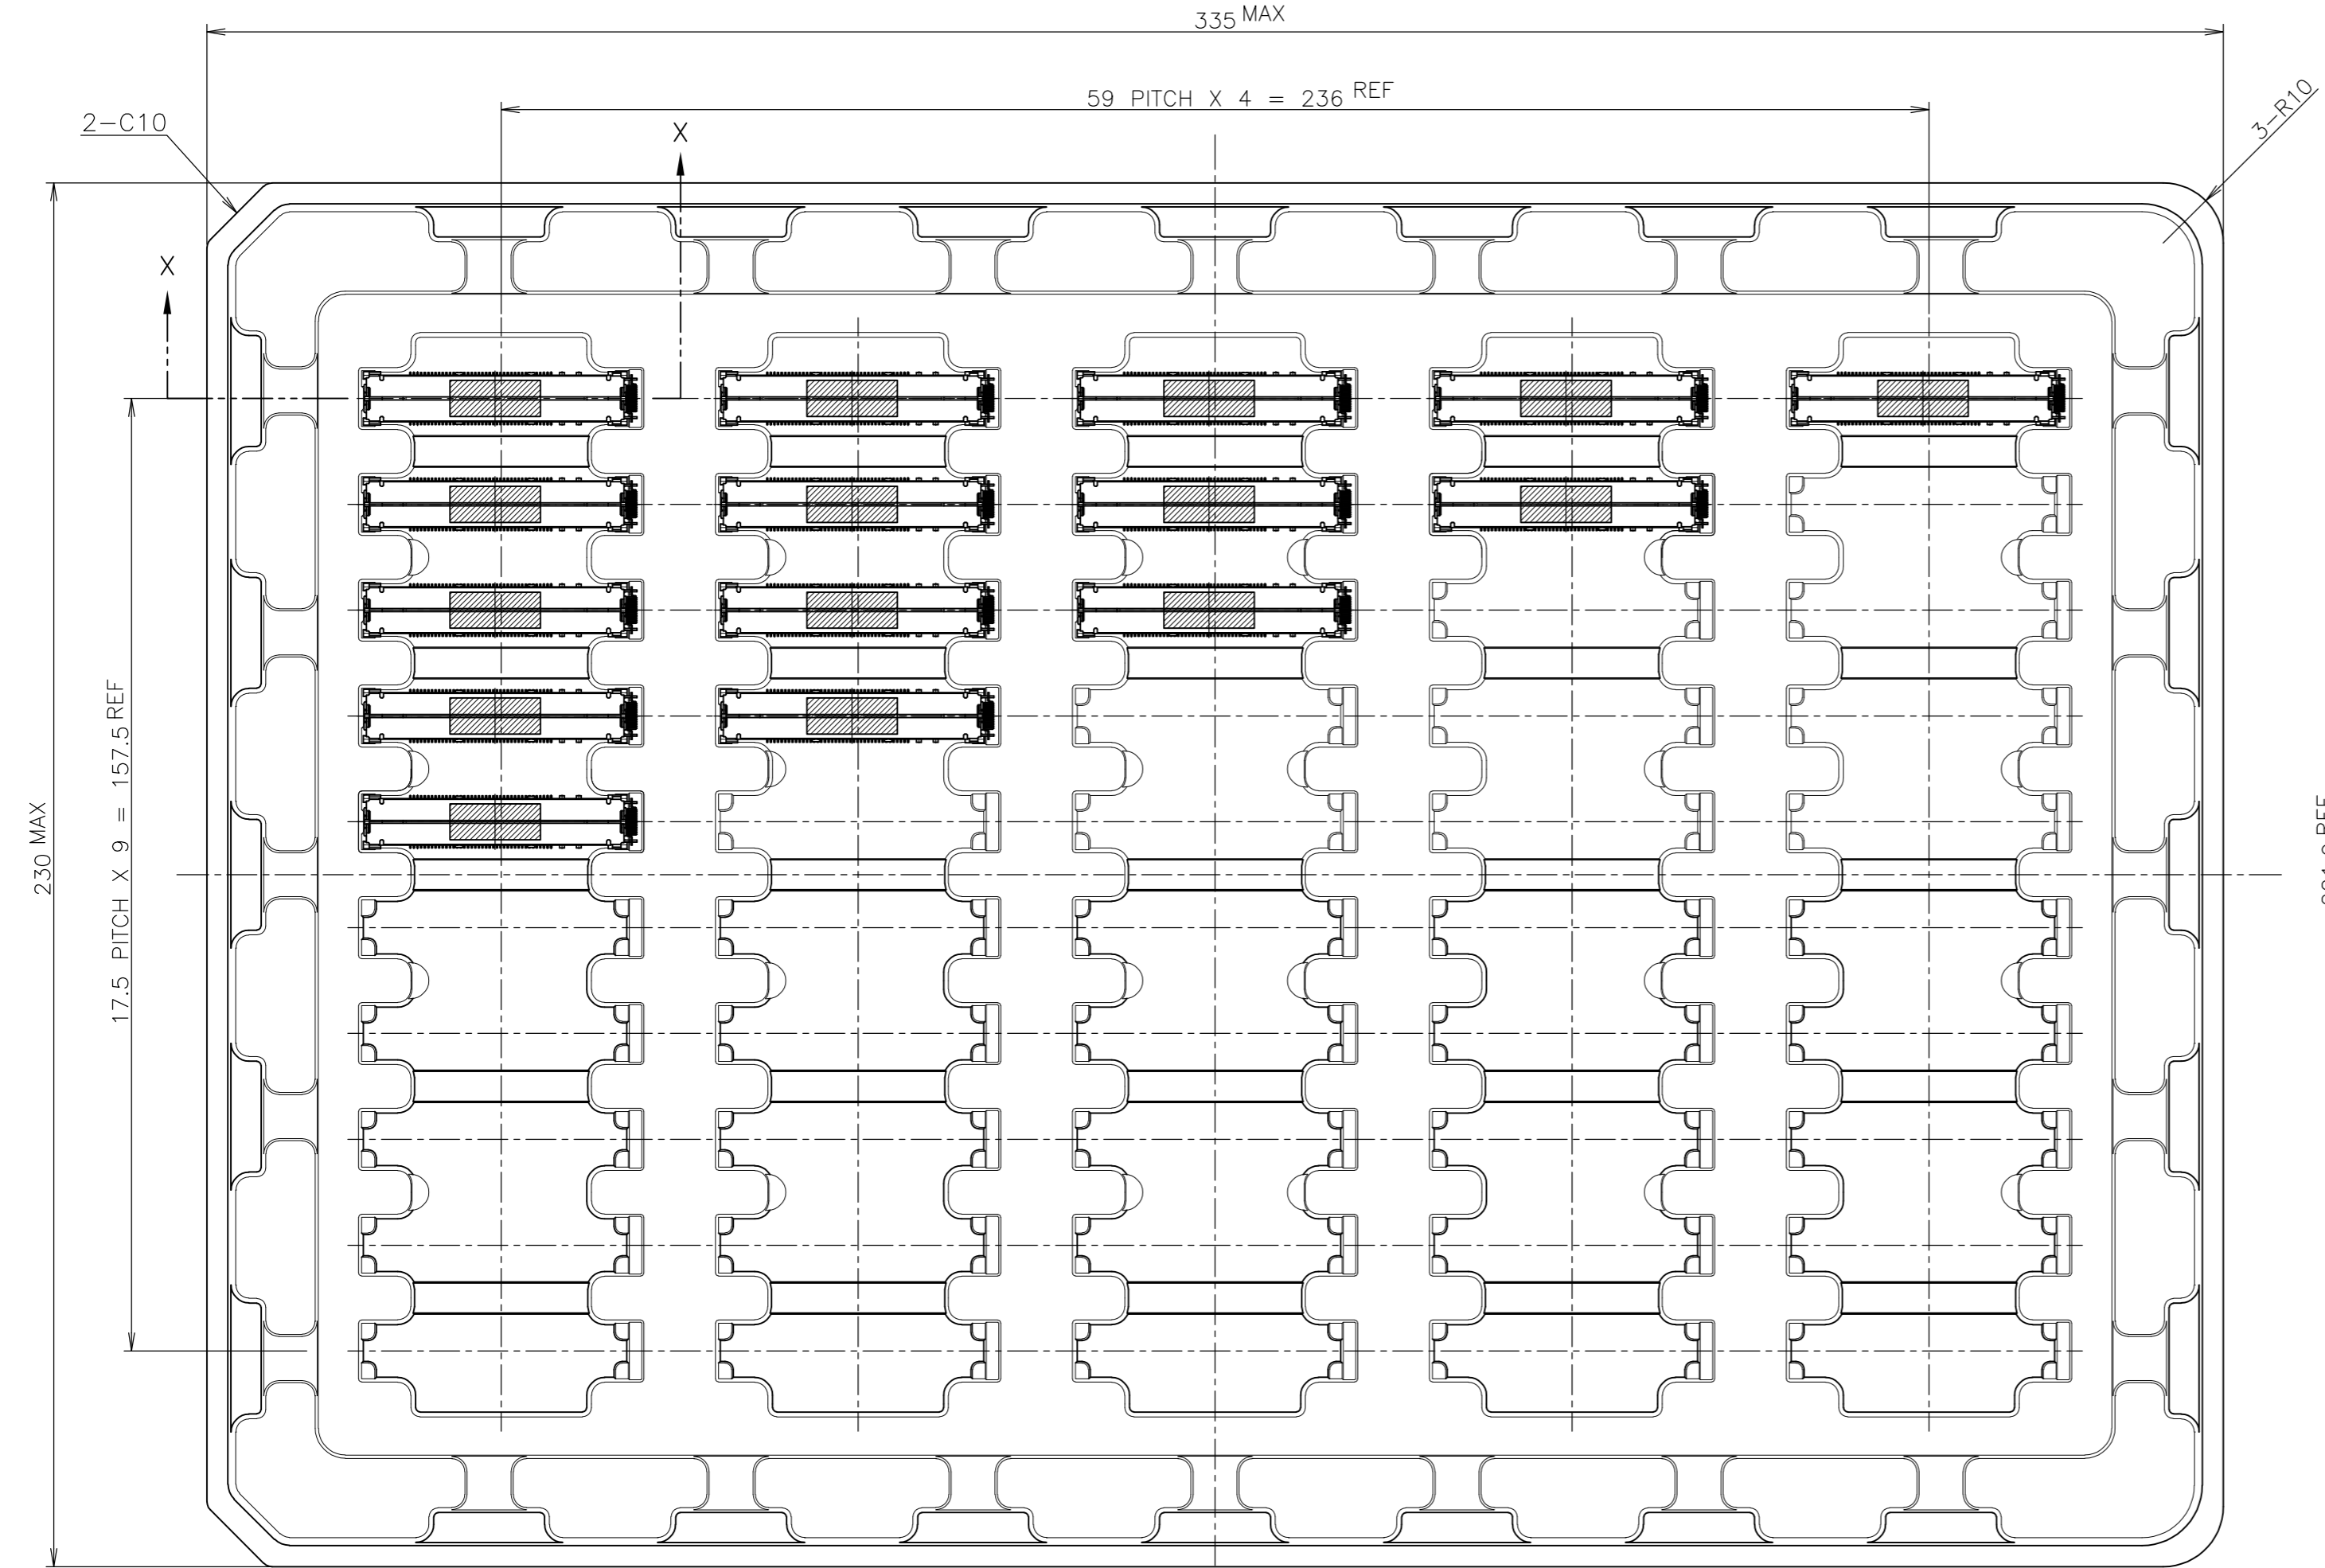 335 MAX
59 PITCH X 4 = 236 REF
2-C10
3-R10
X
X
17.5 PITCH X 9 = 157.5 REF
230 MAX
REF